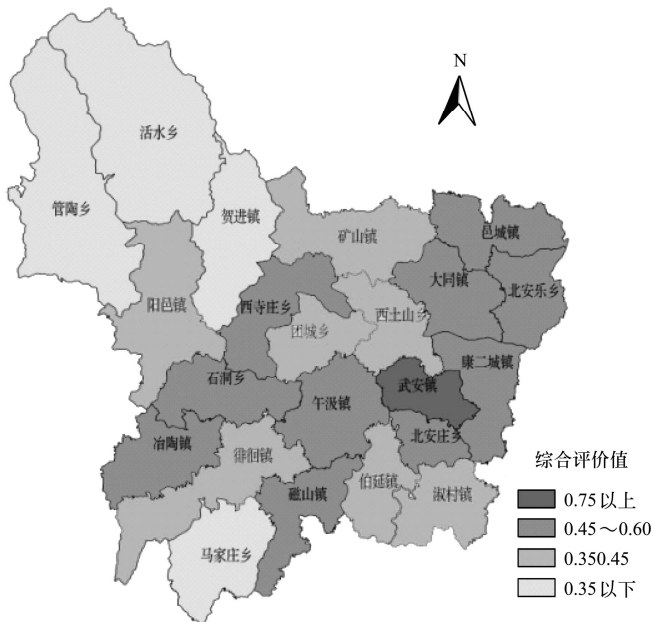 N
活水乡
管陶乡
贺进镇
矿山镇
邑城镇
大同镇
北安乐乡
阳邑镇
西寺庄乡
团城乡
西土山乡
康二城镇
石洞乡
午汲镇
武安镇
冶陶镇
徘徊镇
北安庄乡
磁山镇
伯延镇
淑村镇
马家庄乡
综合评价值
0.75以上
0.45～0.60
0.350.45
0.35以下